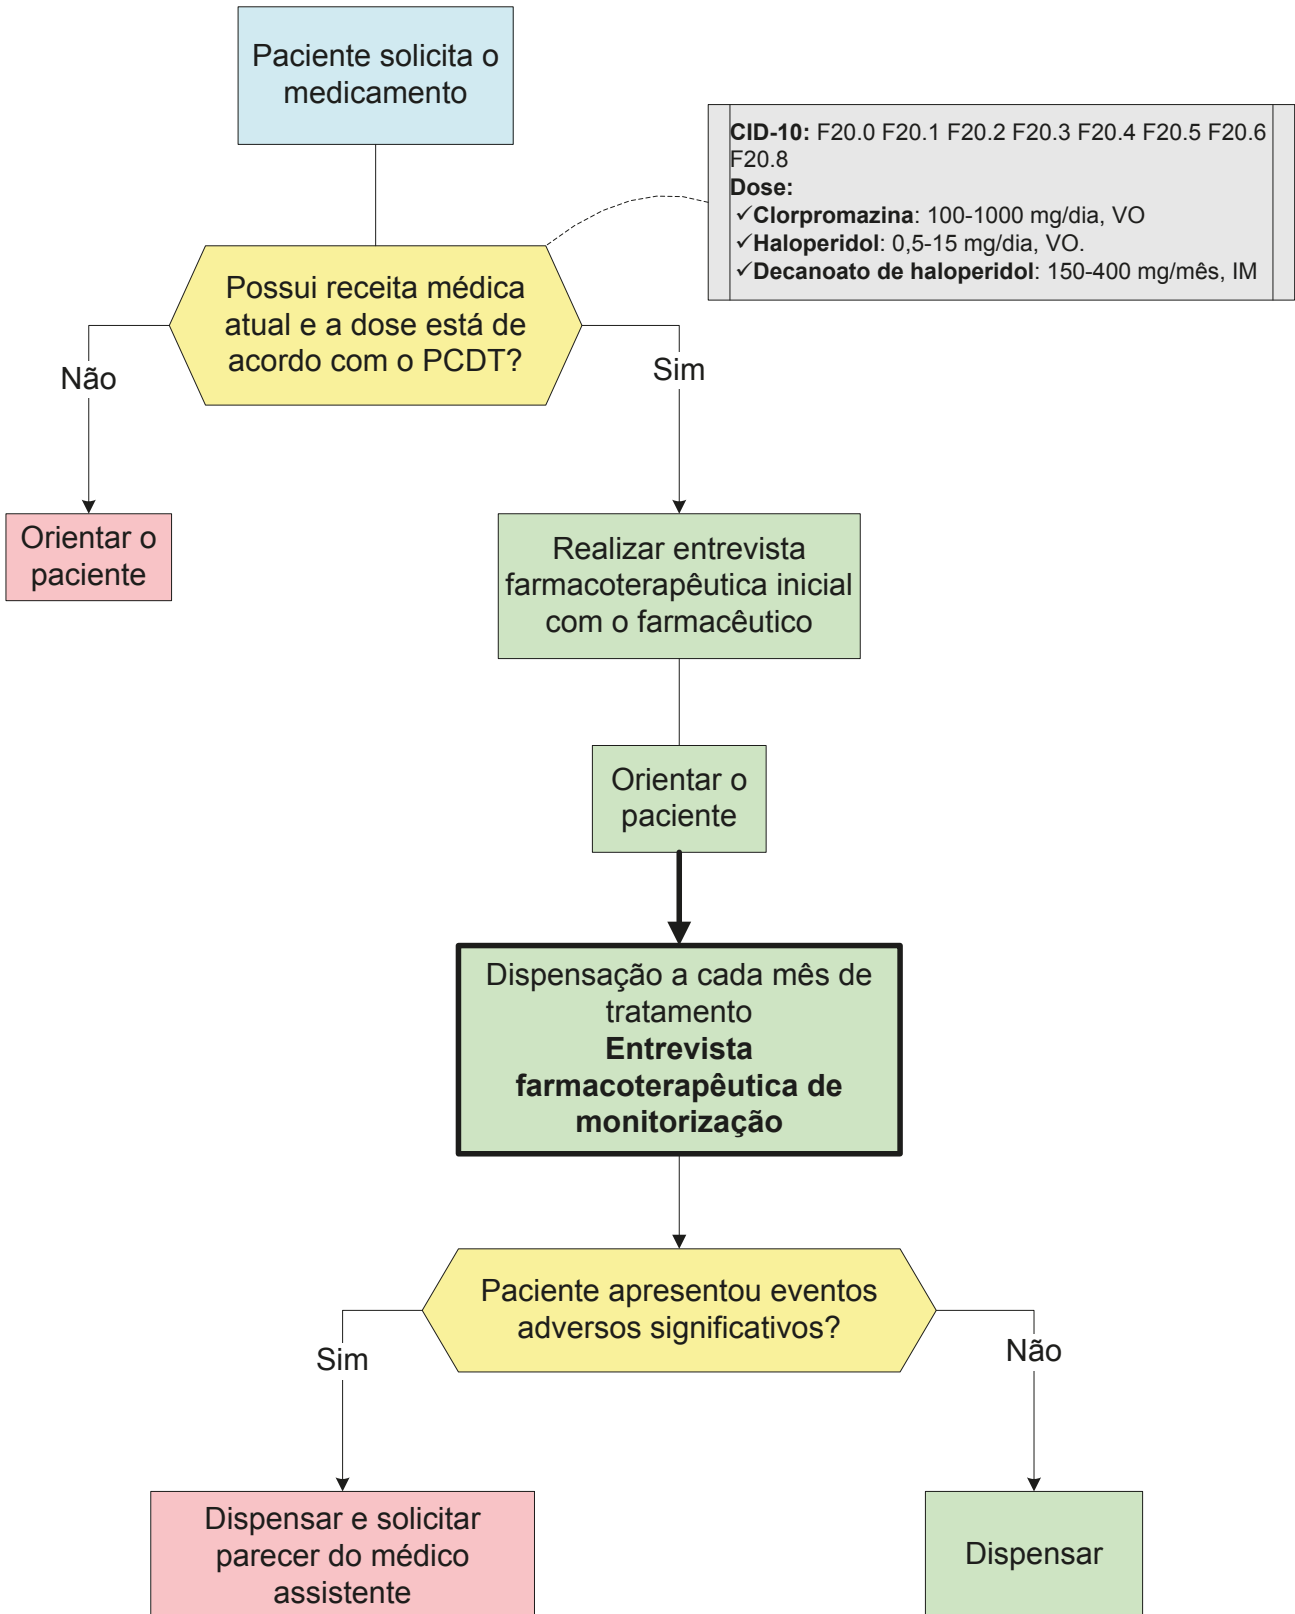 Paciente solicita o
medicamento
CID-10: F20.0 F20.1 F20.2 F20.3 F20.4 F20.5 F20.6
F20.8
Dose:
✓Clorpromazina: 100-1000 mg/dia, VO
✓Haloperidol: 0,5-15 mg/dia, VO.
✓Decanoato de haloperidol: 150-400 mg/mês, IM
Possui receita médica
atual e a dose está de
acordo com o PCDT?
Não
Sim
Orientar o
paciente
Realizar entrevista
farmacoterapêutica inicial
com o farmacêutico
Orientar o
paciente
Dispensação a cada mês de
tratamento
Entrevista
farmacoterapêutica de
monitorização
Paciente apresentou eventos
adversos significativos?
Sim
Não
Dispensar e solicitar
parecer do médico
assistente
Dispensar